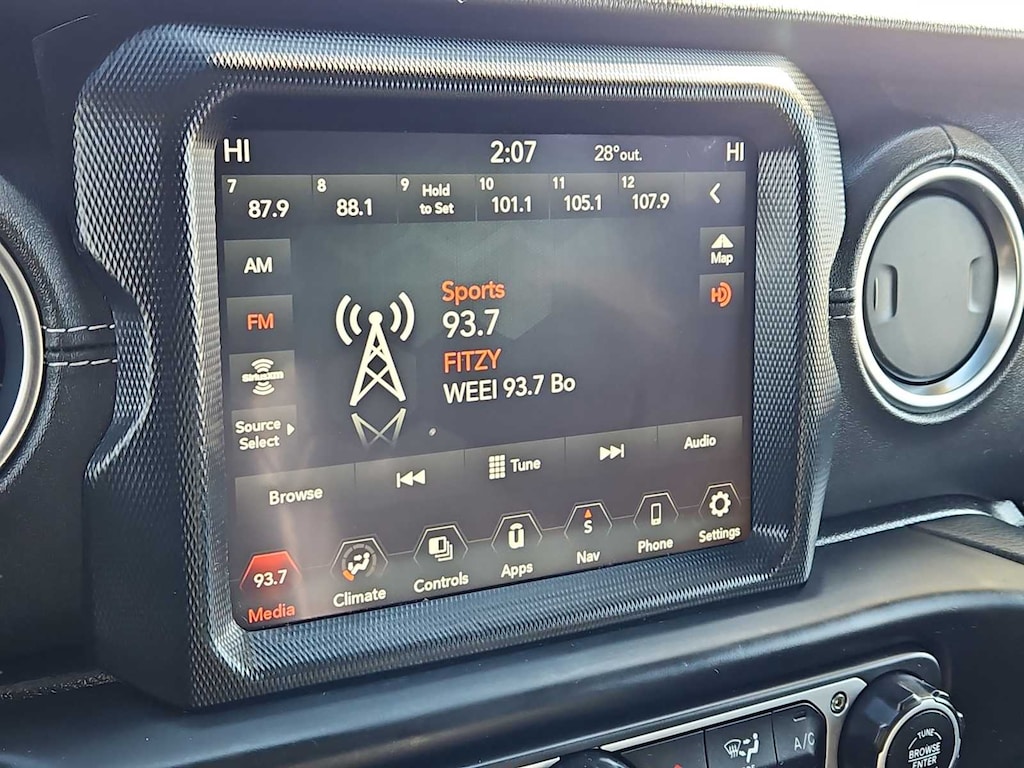 HI 2:07 28° out. HI
7 87.9 8 88.1 9 Hold to Set 10 101.1 11 105.1 12 107.9
AM
Map
FM
HD
SiriusXM
Source
Select
Sports
93.7
FITZY
WEEI 93.7 Bo
Browse Tune Audio
93.7
Media Climate Controls Apps S Nav Phone Settings
A/C
TUNE
BROWSE
ENTER